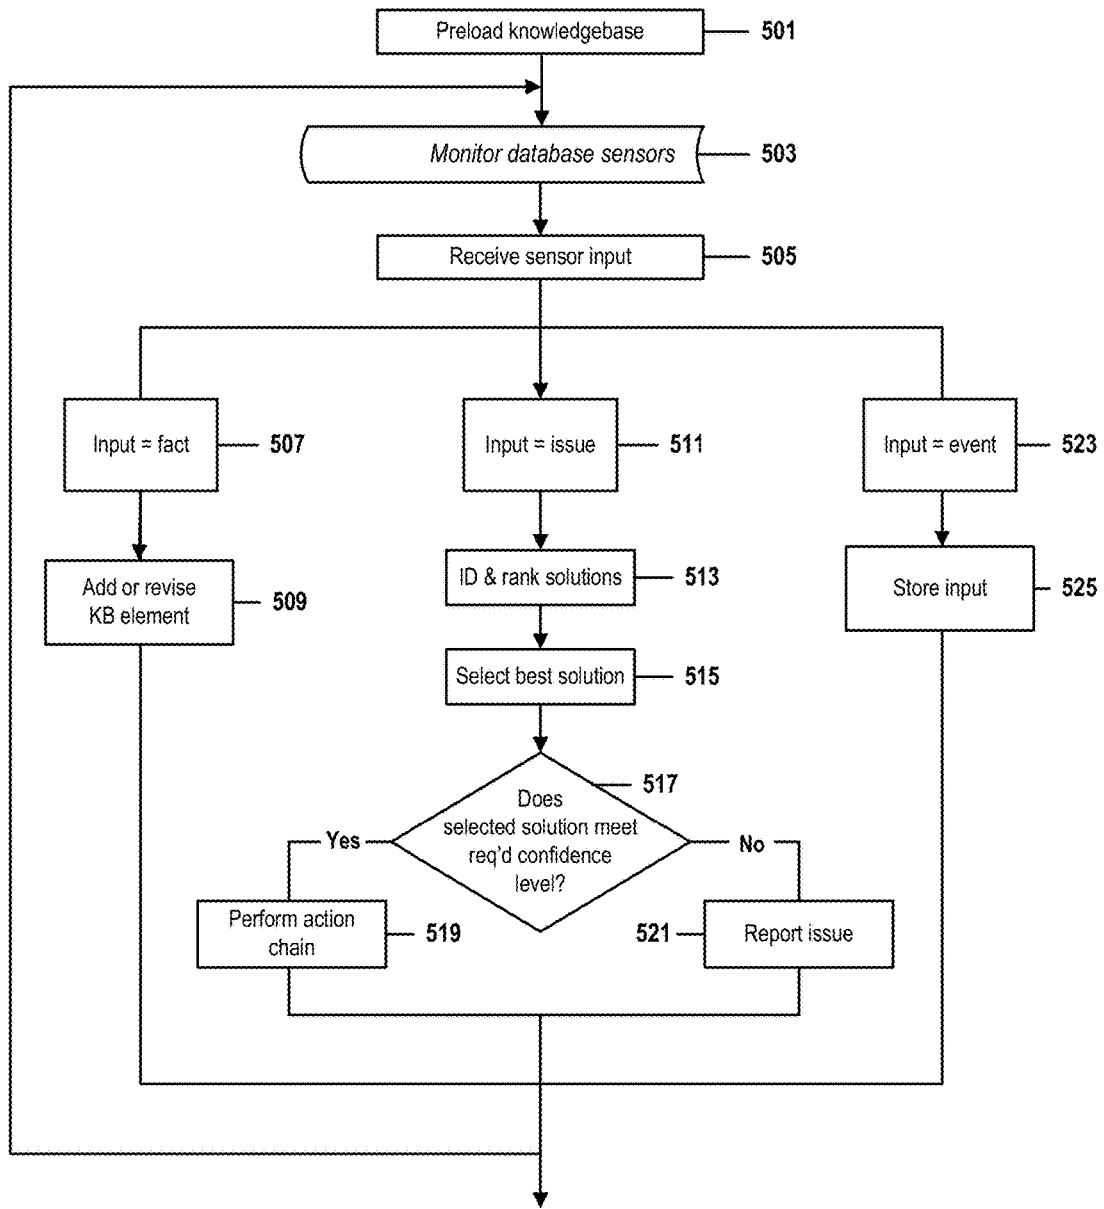 Preload knowledgebase 501
Monitor database sensors 503
Receive sensor input 505
Input = fact 507
Input = issue 511
Input = event 523
Add or revise
KB element 509
ID & rank solutions 513
Store input 525
Select best solution 515
517
Does
selected solution meet
req'd confidence
level?
Yes
No
Perform action
chain 519
521 Report issue